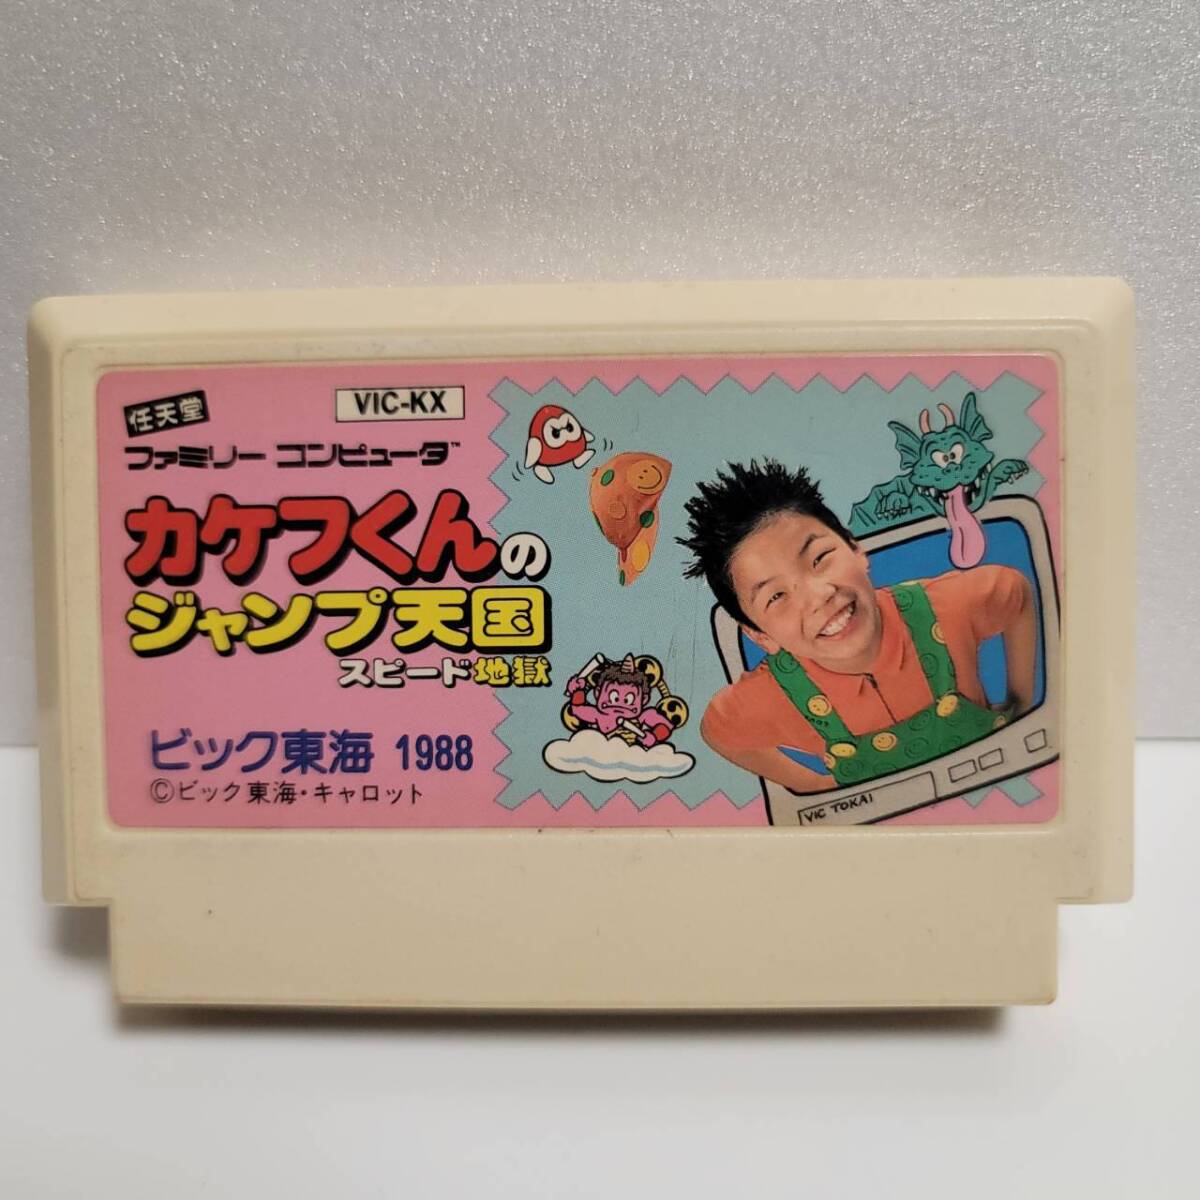 任天堂
VIC-KX
ファミリー コンピュータ™
カケフくんの
ジャンプ天国
スピード地獄
ビック東海 1988
©ビック東海・キャロット
VIC TOKAI